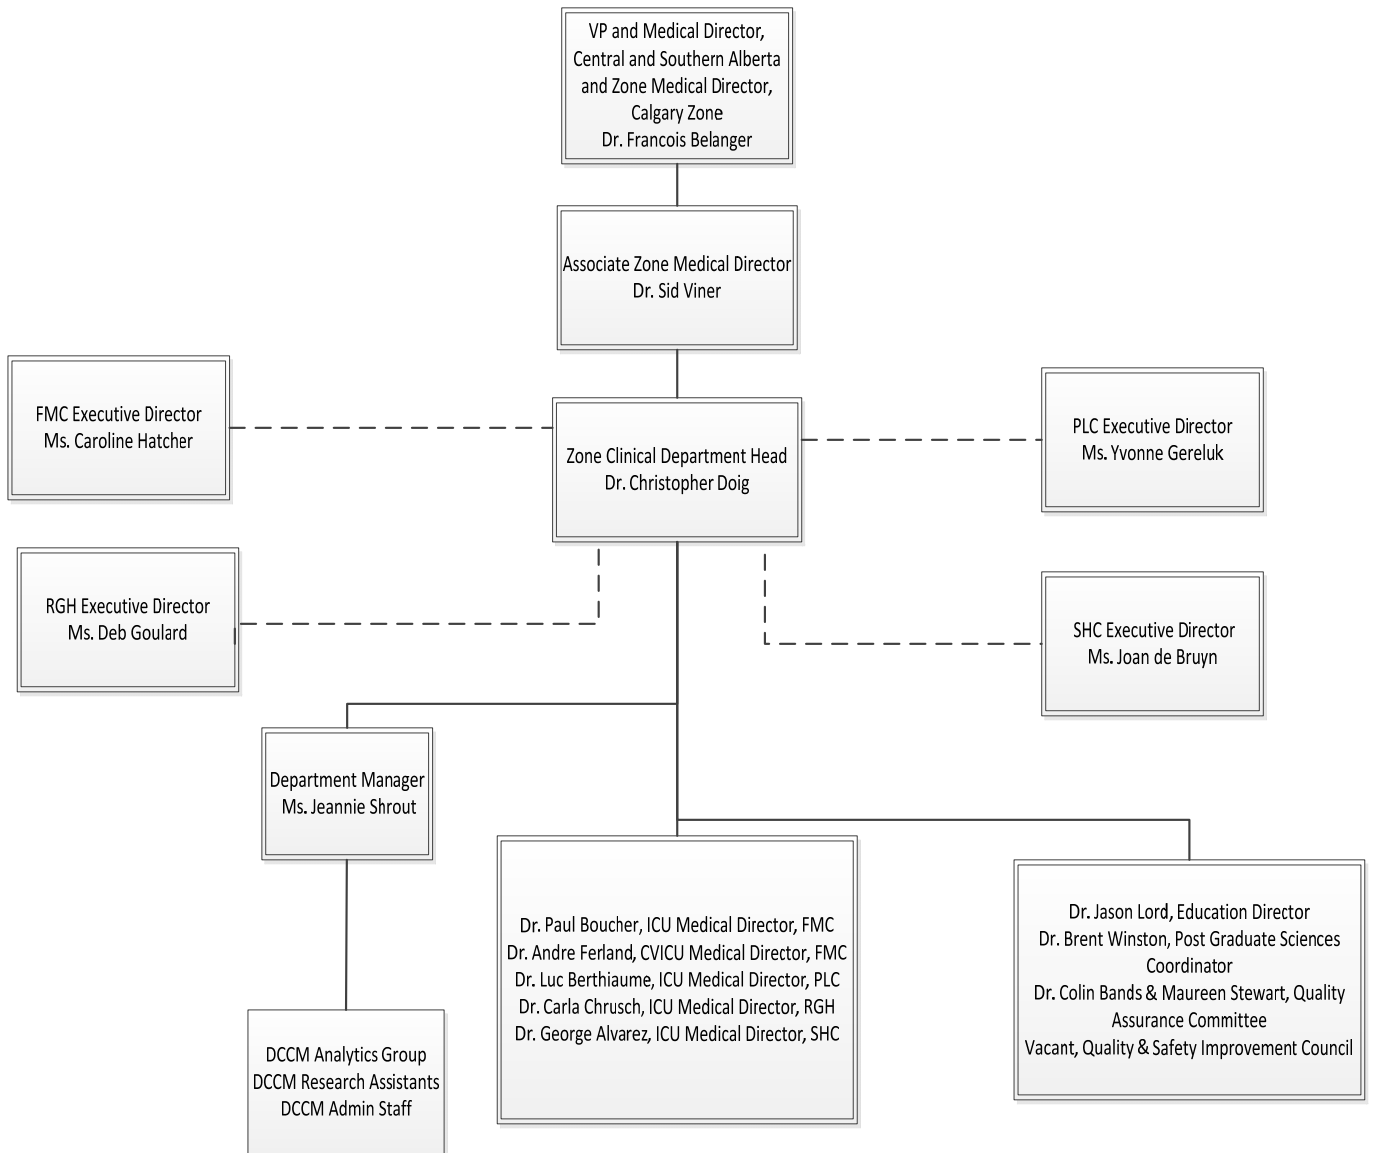 VP and Medical Director,
Central and Southern Alberta
and Zone Medical Director,
Calgary Zone
Dr. Francois Belanger
Associate Zone Medical Director
Dr. Sid Viner
FMC Executive Director
Ms. Caroline Hatcher
Zone Clinical Department Head
Dr. Christopher Doig
PLC Executive Director
Ms. Yvonne Gereluk
RGH Executive Director
Ms. Deb Goulard
SHC Executive Director
Ms. Joan de Bruyn
Department Manager
Ms. Jeannie Shrout
Dr. Paul Boucher, ICU Medical Director, FMC
Dr. Andre Ferland, CVICU Medical Director, FMC
Dr. Luc Berthiaume, ICU Medical Director, PLC
Dr. Carla Chrusch, ICU Medical Director, RGH
Dr. George Alvarez, ICU Medical Director, SHC
Dr. Jason Lord, Education Director
Dr. Brent Winston, Post Graduate Sciences
Coordinator
Dr. Colin Bands & Maureen Stewart, Quality
Assurance Committee
Vacant, Quality & Safety Improvement Council
DCCM Analytics Group
DCCM Research Assistants
DCCM Admin Staff